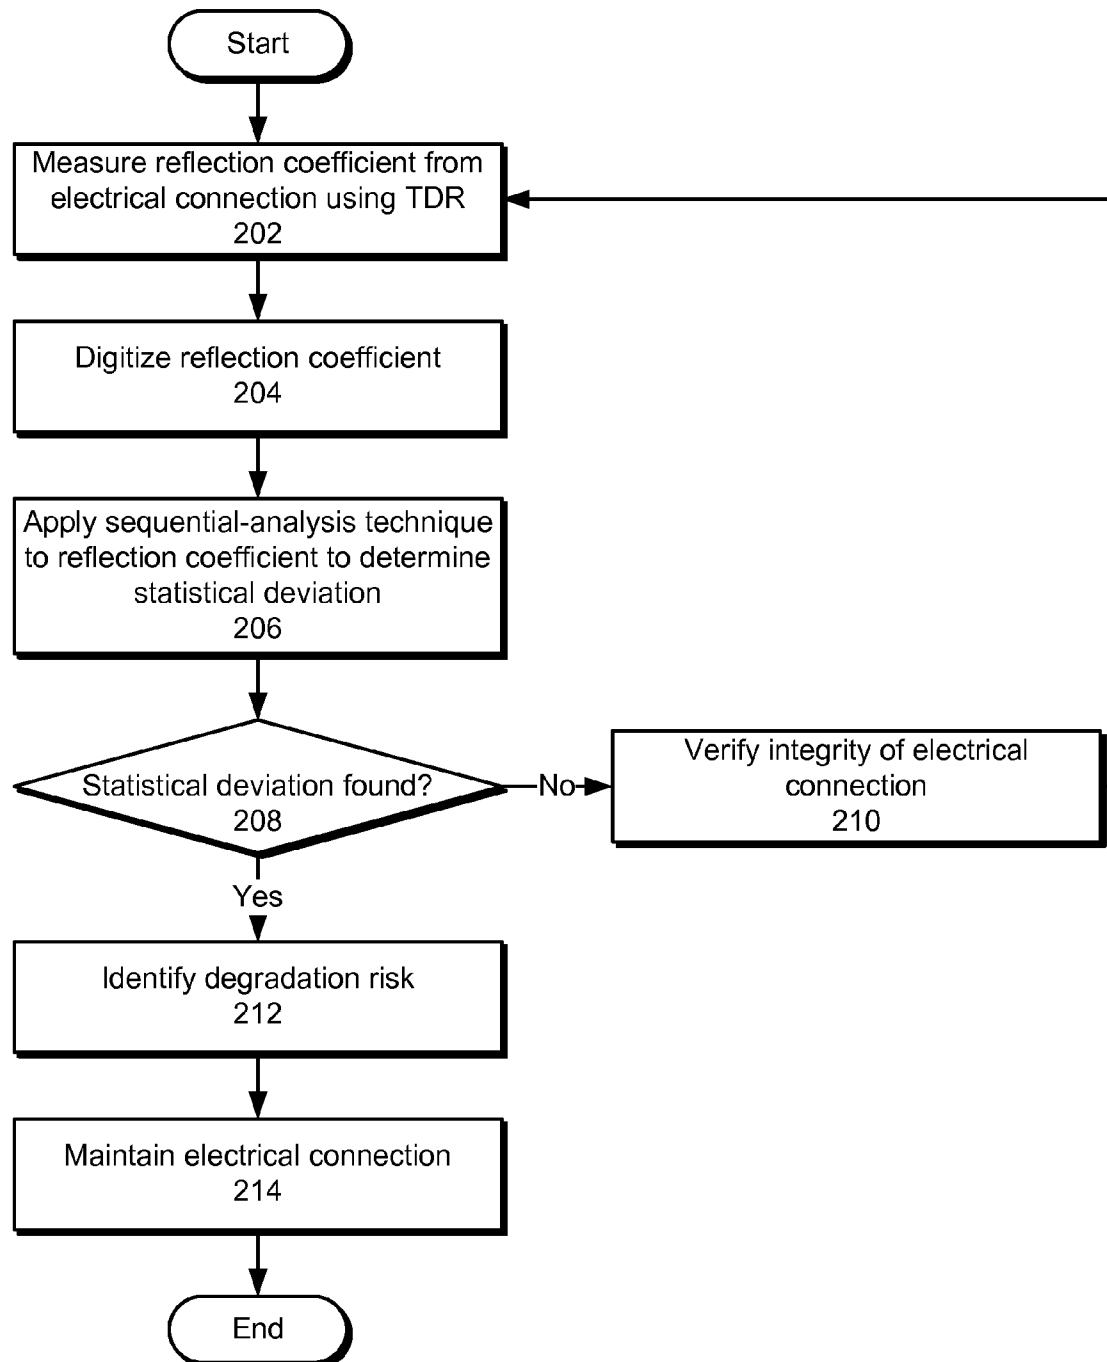 Start
Measure reflection coefficient from
electrical connection using TDR
202
Digitize reflection coefficient
204
Apply sequential-analysis technique
to reflection coefficient to determine
statistical deviation
206
Statistical deviation found?
208
No
Verify integrity of electrical
connection
210
Yes
Identify degradation risk
212
Maintain electrical connection
214
End